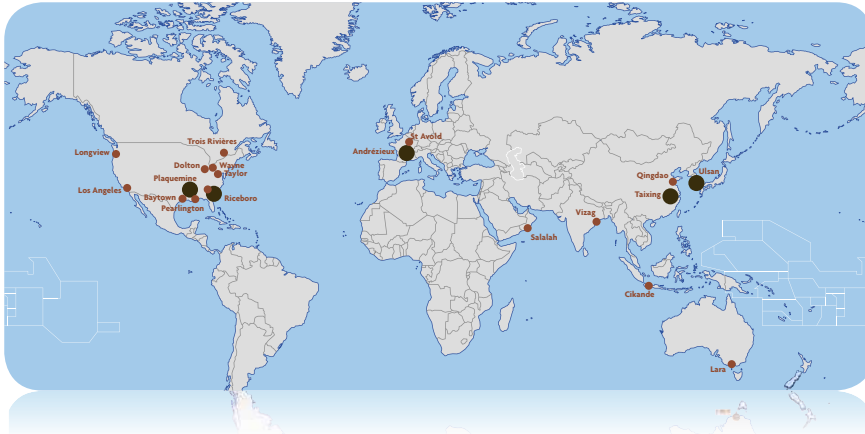 St Avold
Trois Rivières
Andrézieux
Longview
Dolton
Wayne
Taylor
Ulsan
Qingdao
Plaquemine
Los Angeles
Taixing
Baytown
Riceboro
Pearlington
Vizag
Salalah
Cikande
Lara